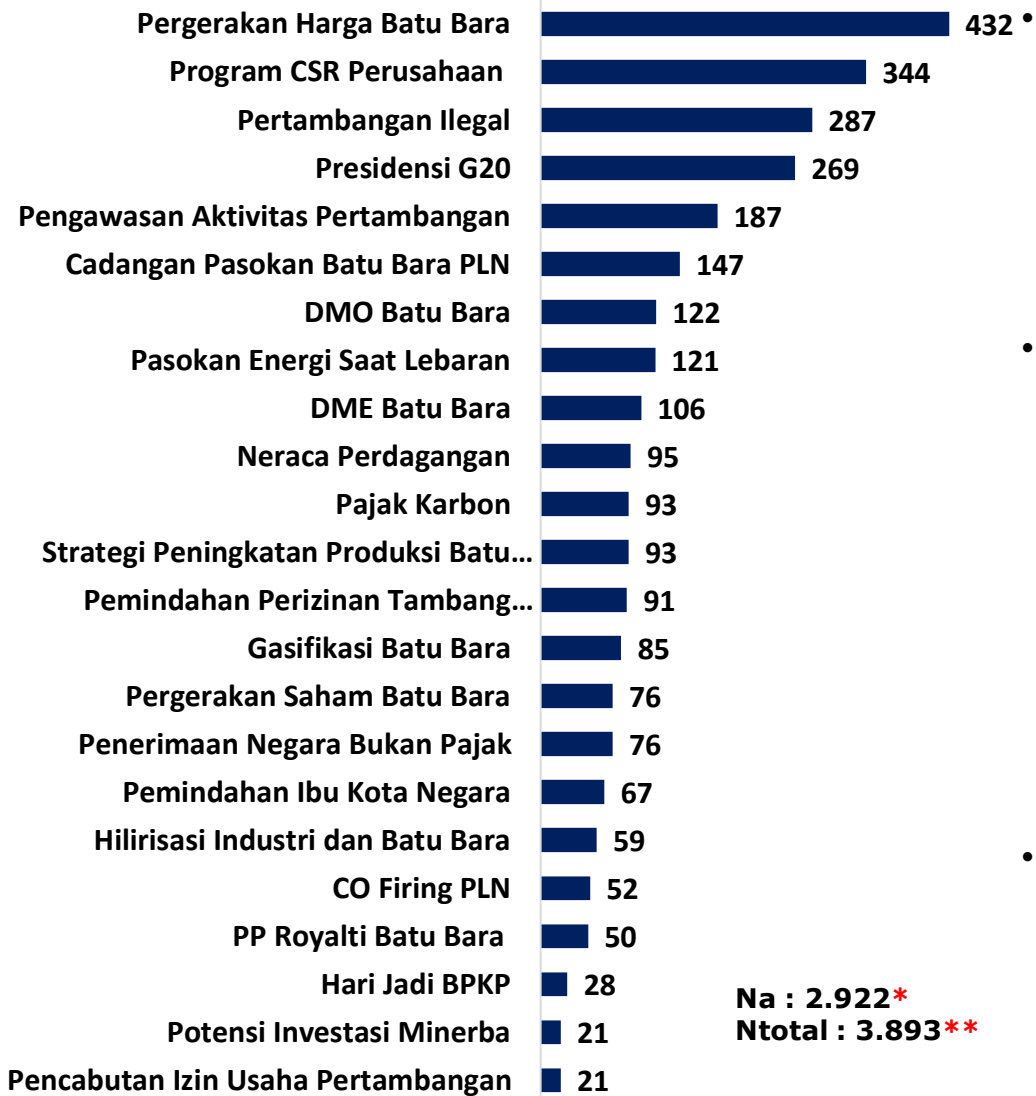 Pergerakan Harga Batu Bara 432 •
Program CSR Perusahaan 344
Pertambangan Ilegal 287
Presidensi G20 269
Pengawasan Aktivitas Pertambangan 187
Cadangan Pasokan Batu Bara PLN 147
DMO Batu Bara 122
Pasokan Energi Saat Lebaran 121 •
DME Batu Bara 106
Neraca Perdagangan 95
Pajak Karbon 93
Strategi Peningkatan Produksi Batu... 93
Pemindahan Perizinan Tambang... 91
Gasifikasi Batu Bara 85
Pergerakan Saham Batu Bara 76
Penerimaan Negara Bukan Pajak 76
Pemindahan Ibu Kota Negara 67
Hilirisasi Industri dan Batu Bara 59 •
CO Firing PLN 52
PP Royalti Batu Bara 50
Hari Jadi BPKP 28
Na : 2.922*
Potensi Investasi Minerba 21
Ntotal : 3.893**
Pencabutan Izin Usaha Pertambangan 21